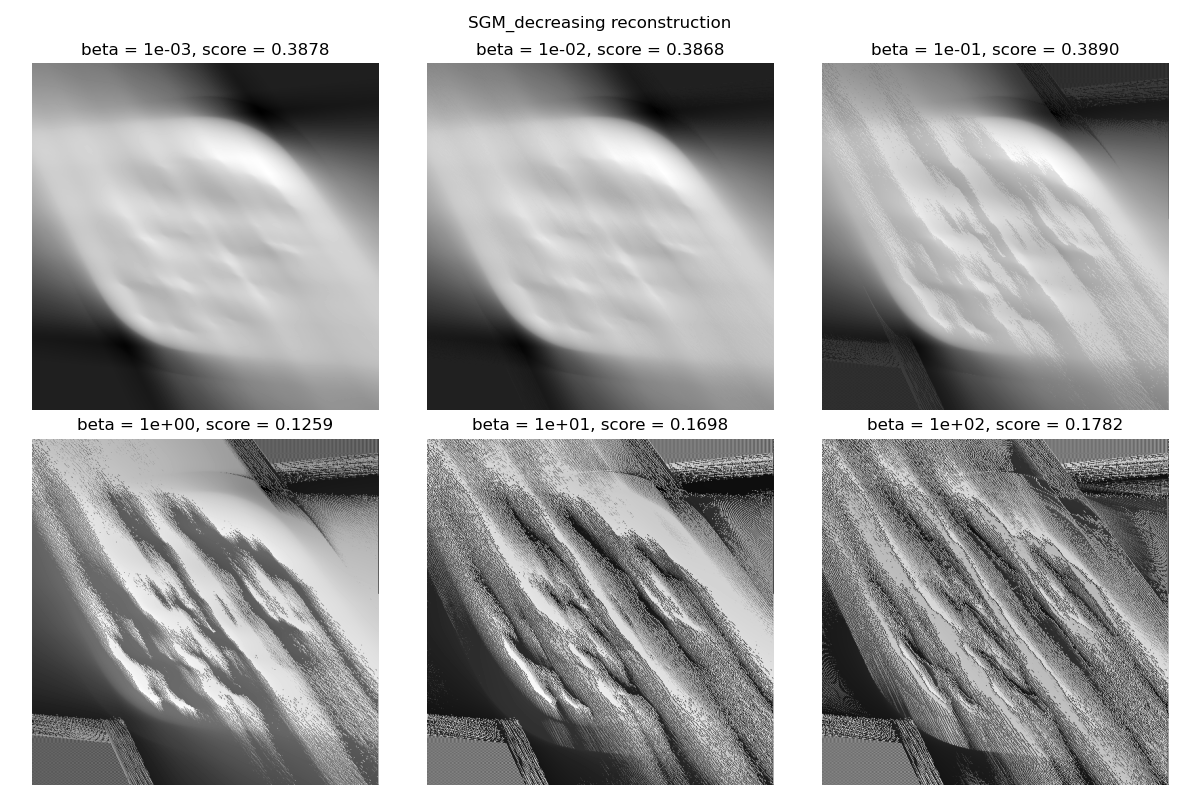 SGM_decreasing reconstruction
beta = 1e-03, score = 0.3878
beta = 1e-02, score = 0.3868
beta = 1e-01, score = 0.3890
beta = 1e+00, score = 0.1259
beta = 1e+01, score = 0.1698
beta = 1e+02, score = 0.1782